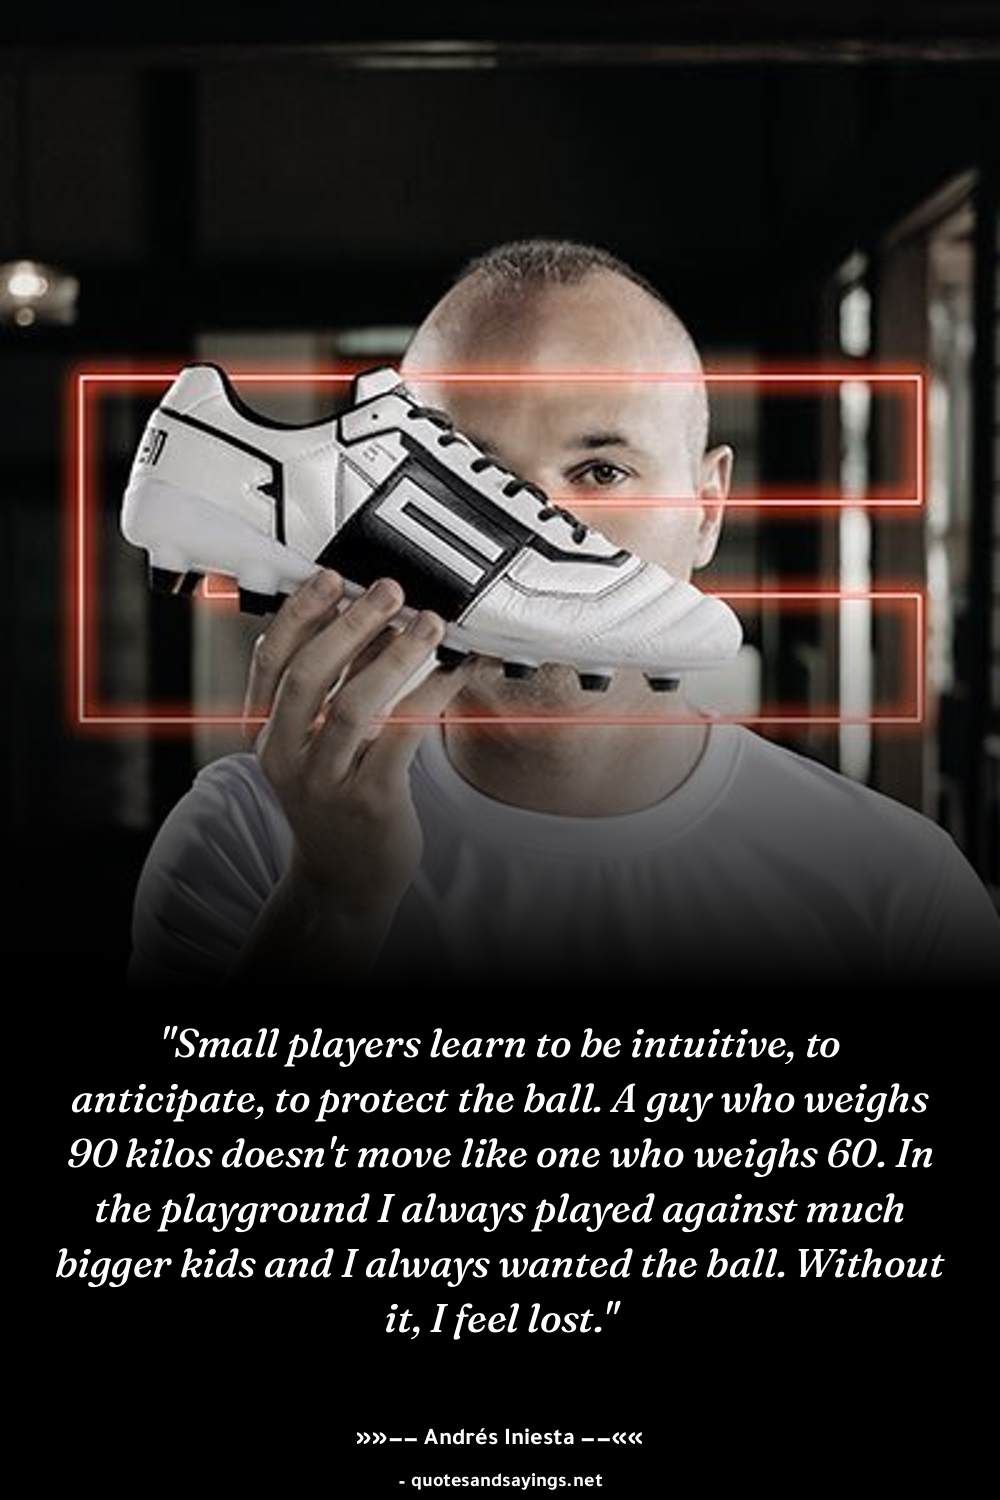 "Small players learn to be intuitive, to
anticipate, to protect the ball. A guy who weighs
90 kilos doesn't move like one who weighs 60. In
the playground I always played against much
bigger kids and I always wanted the ball. Without
it, I feel lost."
»»–– Andrés Iniesta ––««
- quotesandsayings.net